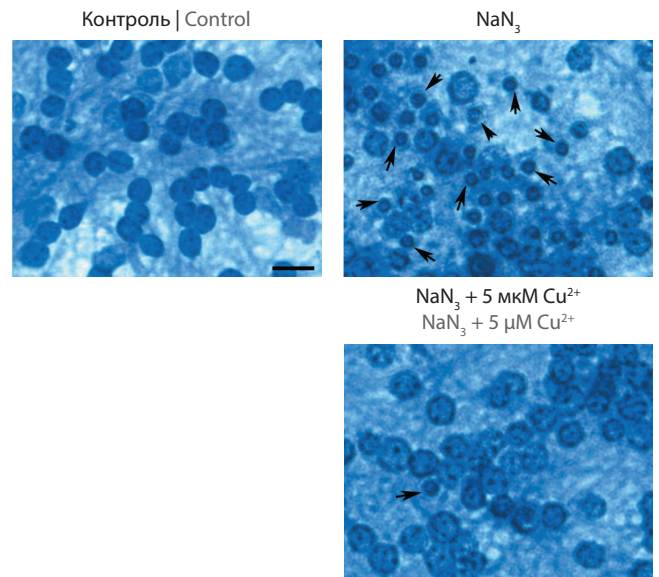 Контроль | Control
NaN₃
NaN₃ + 5 мкМ Cu²⁺
NaN₃ + 5 μM Cu²⁺